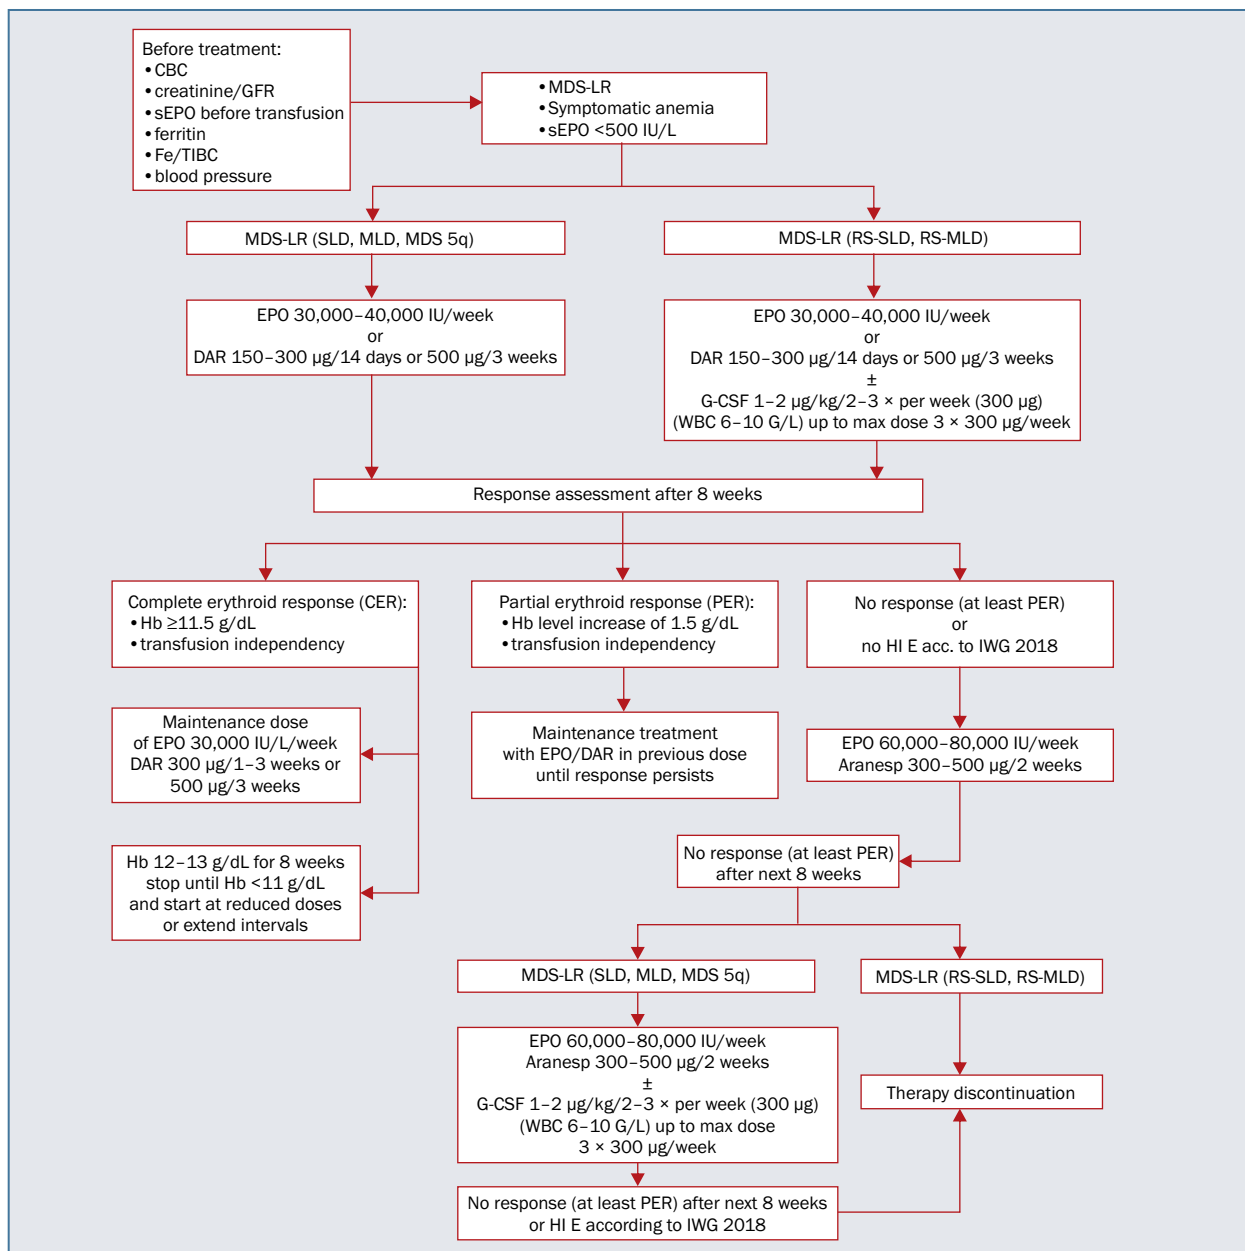 Before treatment:
•CBC
•creatinine/GFR
•sEPO before transfusion
•ferritin
•Fe/TIBC
•blood pressure
•MDS-LR
•Symptomatic anemia
•sEPO <500 IU/L
MDS-LR (SLD, MLD, MDS 5q)
MDS-LR (RS-SLD, RS-MLD)
EPO 30,000–40,000 IU/week
or
DAR 150–300 µg/14 days or 500 µg/3 weeks
EPO 30,000–40,000 IU/week
or
DAR 150–300 µg/14 days or 500 µg/3 weeks
±
G-CSF 1–2 µg/kg/2–3 × per week (300 µg)
(WBC 6–10 G/L) up to max dose 3 × 300 µg/week
Response assessment after 8 weeks
Complete erythroid response (CER):
•Hb ≥11.5 g/dL
•transfusion independency
Partial erythroid response (PER):
•Hb level increase of 1.5 g/dL
•transfusion independency
No response (at least PER)
or
no HI E acc. to IWG 2018
Maintenance dose
of EPO 30,000 IU/L/week
DAR 300 µg/1–3 weeks or
500 µg/3 weeks
Maintenance treatment
with EPO/DAR in previous dose
until response persists
EPO 60,000–80,000 IU/week
Aranesp 300–500 µg/2 weeks
Hb 12–13 g/dL for 8 weeks
stop until Hb <11 g/dL
and start at reduced doses
or extend intervals
No response (at least PER)
after next 8 weeks
MDS-LR (SLD, MLD, MDS 5q)
MDS-LR (RS-SLD, RS-MLD)
EPO 60,000–80,000 IU/week
Aranesp 300–500 µg/2 weeks
±
G-CSF 1–2 µg/kg/2–3 × per week (300 µg)
(WBC 6–10 G/L) up to max dose
3 × 300 µg/week
Therapy discontinuation
No response (at least PER) after next 8 weeks
or HI E according to IWG 2018